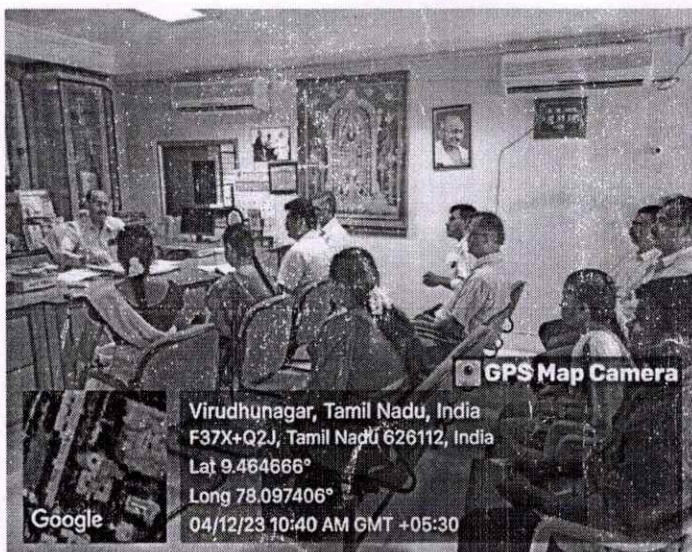 GPS Map Camera
Virudhunagar, Tamil Nadu, India
F37X+Q2J, Tamil Nadu 626112, India
Lat 9.464666°
Long 78.097406°
04/12/23 10:40 AM GMT +05:30
Google